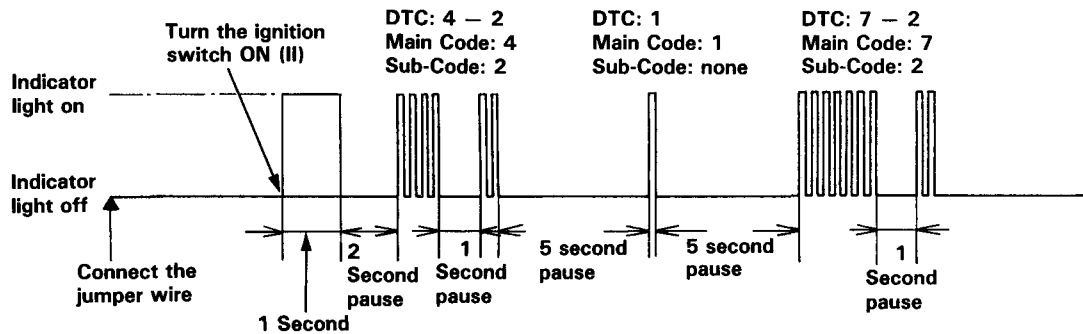 DTC: 4 – 2
Main Code: 4
Sub-Code: 2
DTC: 1
Main Code: 1
Sub-Code: none
DTC: 7 – 2
Main Code: 7
Sub-Code: 2
Turn the ignition
switch ON (II)
Indicator
light on
Indicator
light off
Connect the
jumper wire
1 Second
2
Second
pause
1
Second
pause
5 second
pause
5 second
pause
1
Second
pause